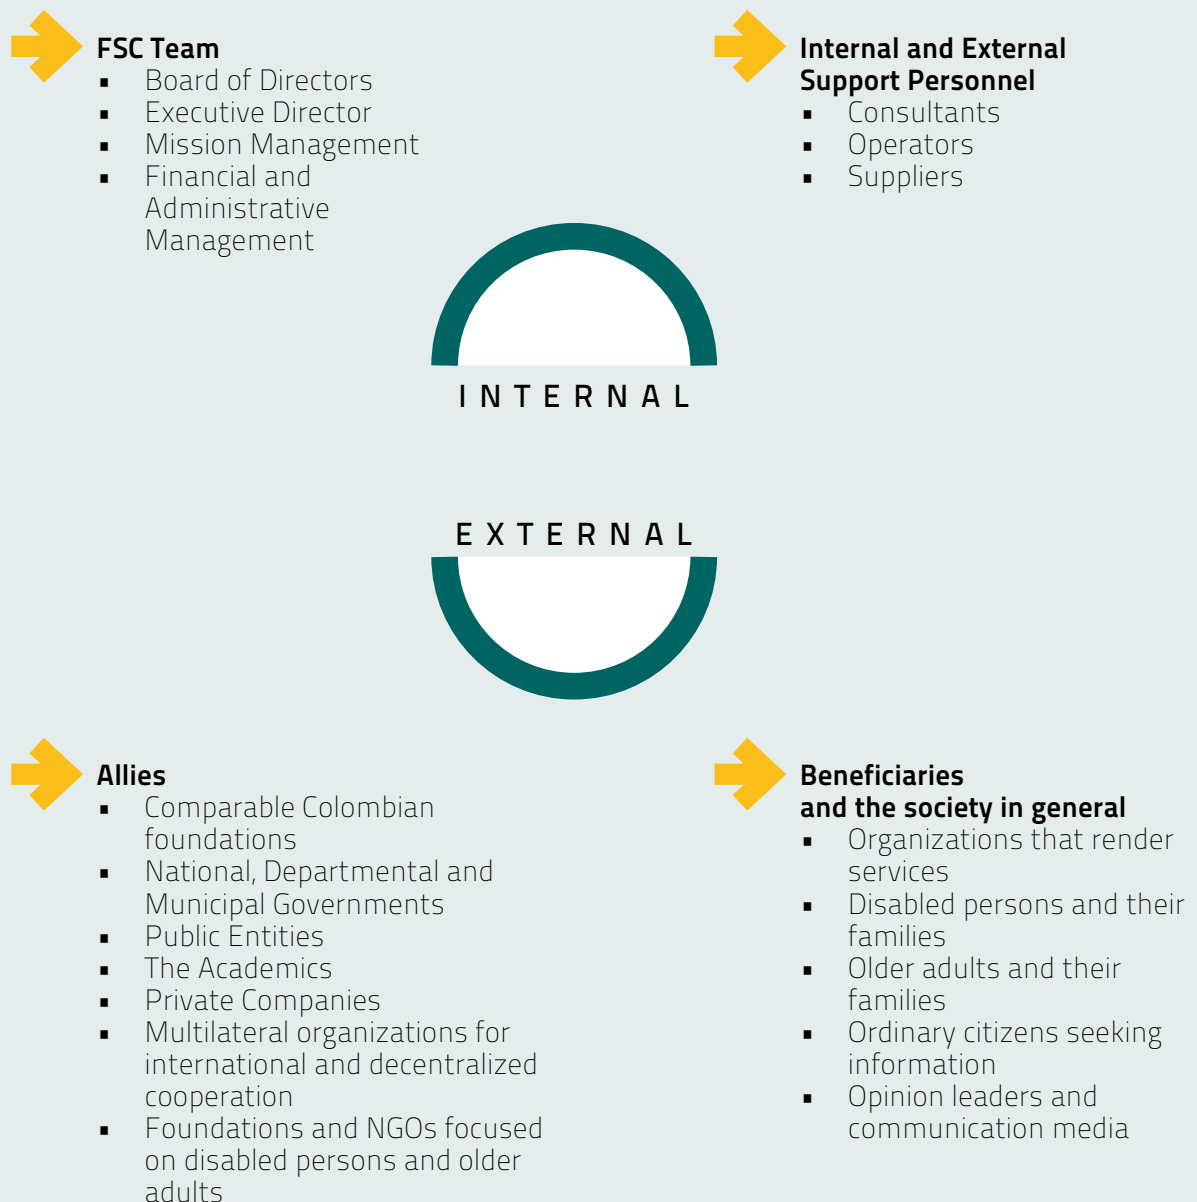 FSC Team
▪ Board of Directors
▪ Executive Director
▪ Mission Management
▪ Financial and
Administrative
Management
Internal and External
Support Personnel
▪ Consultants
▪ Operators
▪ Suppliers
INTERNAL
EXTERNAL
Allies
▪ Comparable Colombian
foundations
▪ National, Departmental and
Municipal Governments
▪ Public Entities
▪ The Academics
▪ Private Companies
▪ Multilateral organizations for
international and decentralized
cooperation
▪ Foundations and NGOs focused
on disabled persons and older
adults
Beneficiaries
and the society in general
▪ Organizations that render
services
▪ Disabled persons and their
families
▪ Older adults and their
families
▪ Ordinary citizens seeking
information
▪ Opinion leaders and
communication media